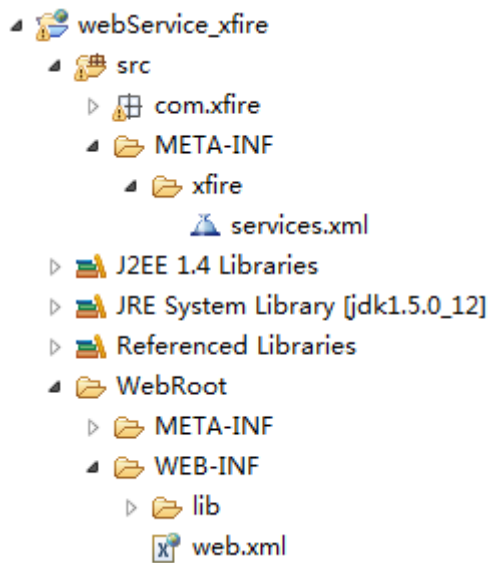 webService_xfire
src
com.xfire
META-INF
xfire
services.xml
J2EE 1.4 Libraries
JRE System Library [jdk1.5.0_12]
Referenced Libraries
WebRoot
META-INF
WEB-INF
lib
web.xml